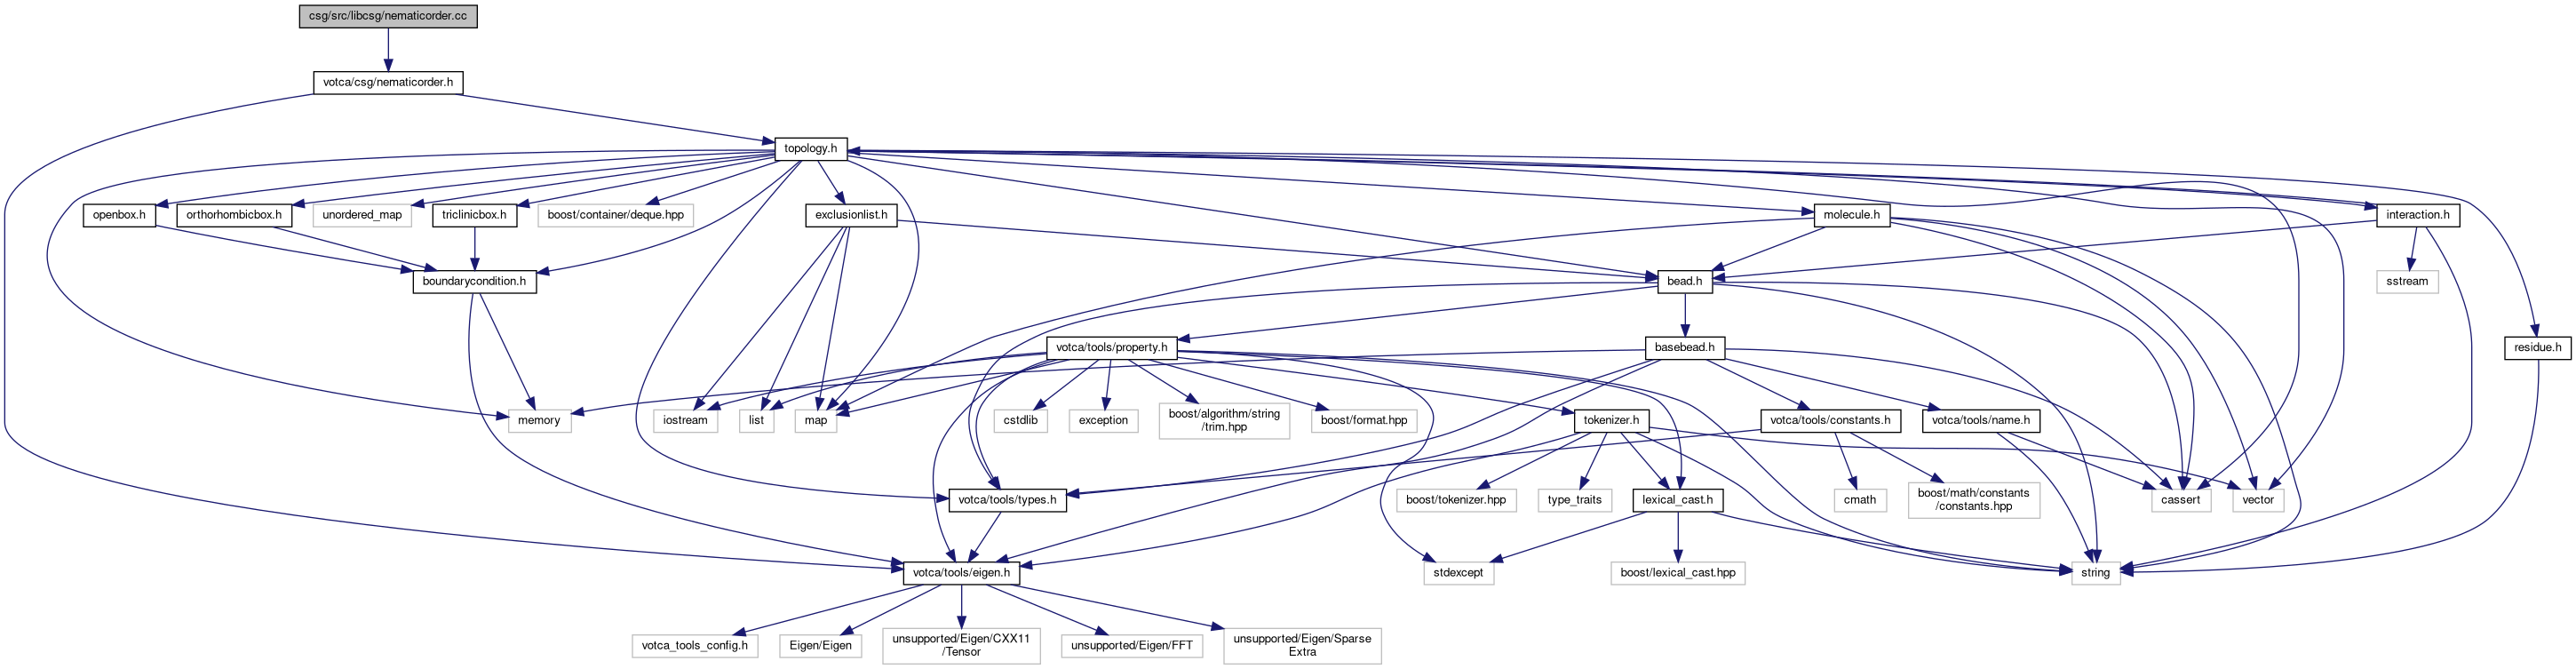 csg/src/libcsg/nematicorder.cc
votca/csg/nematicorder.h
topology.h
openbox.h
orthorhombicbox.h
unordered_map
triclinicbox.h
boost/container/deque.hpp
exclusionlist.h
molecule.h
interaction.h
boundarycondition.h
bead.h
sstream
votca/tools/property.h
basebead.h
residue.h
memory
iostream
list
map
cstdlib
exception
boost/algorithm/string
/trim.hpp
boost/format.hpp
tokenizer.h
votca/tools/constants.h
votca/tools/name.h
votca/tools/types.h
boost/tokenizer.hpp
type_traits
lexical_cast.h
cmath
boost/math/constants
/constants.hpp
cassert
vector
votca/tools/eigen.h
stdexcept
boost/lexical_cast.hpp
string
votca_tools_config.h
Eigen/Eigen
unsupported/Eigen/CXX11
/Tensor
unsupported/Eigen/FFT
unsupported/Eigen/Sparse
Extra